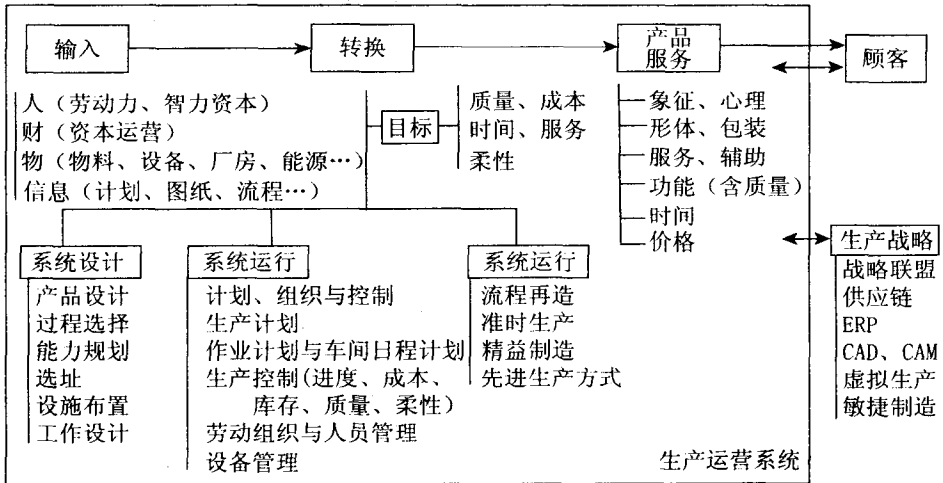 输入
转换
产品
服务
顾客
人（劳动力、智力资本）
财（资本运营）
物（物料、设备、厂房、能源…）
信息（计划、图纸、流程…）
目标
质量、成本
时间、服务
柔性
象征、心理
形体、包装
服务、辅助
功能（含质量）
时间
价格
系统设计
产品设计
过程选择
能力规划
选址
设施布置
工作设计
系统运行
计划、组织与控制
生产计划
作业计划与车间日程计划
生产控制(进度、成本、
库存、质量、柔性）
劳动组织与人员管理
设备管理
系统运行
流程再造
准时生产
精益制造
先进生产方式
生产战略
战略联盟
供应链
ERP
CAD、CAM
虚拟生产
敏捷制造
生产运营系统